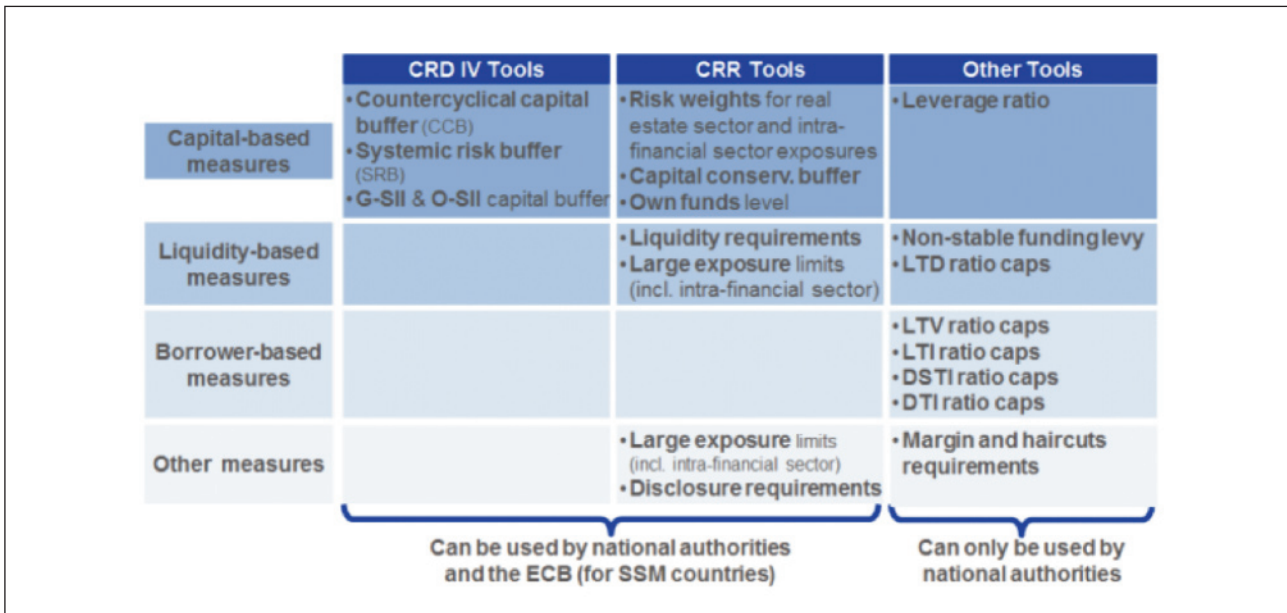 CRD IV Tools
CRR Tools
Other Tools
Capital-based
measures
• Countercyclical capital
buffer (CCB)
• Systemic risk buffer
(SRB)
• G-SII & O-SII capital buffer
• Risk weights for real
estate sector and intra-
financial sector exposures
• Capital conserv. buffer
• Own funds level
• Leverage ratio
Liquidity-based
measures
• Liquidity requirements
• Large exposure limits
(incl. intra-financial sector)
• Non-stable funding levy
• LTD ratio caps
Borrower-based
measures
• LTV ratio caps
• LTI ratio caps
• DSTI ratio caps
• DTI ratio caps
Other measures
• Large exposure limits
(incl. intra-financial sector)
• Disclosure requirements
• Margin and haircuts
requirements
Can be used by national authorities
and the ECB (for SSM countries)
Can only be used by
national authorities